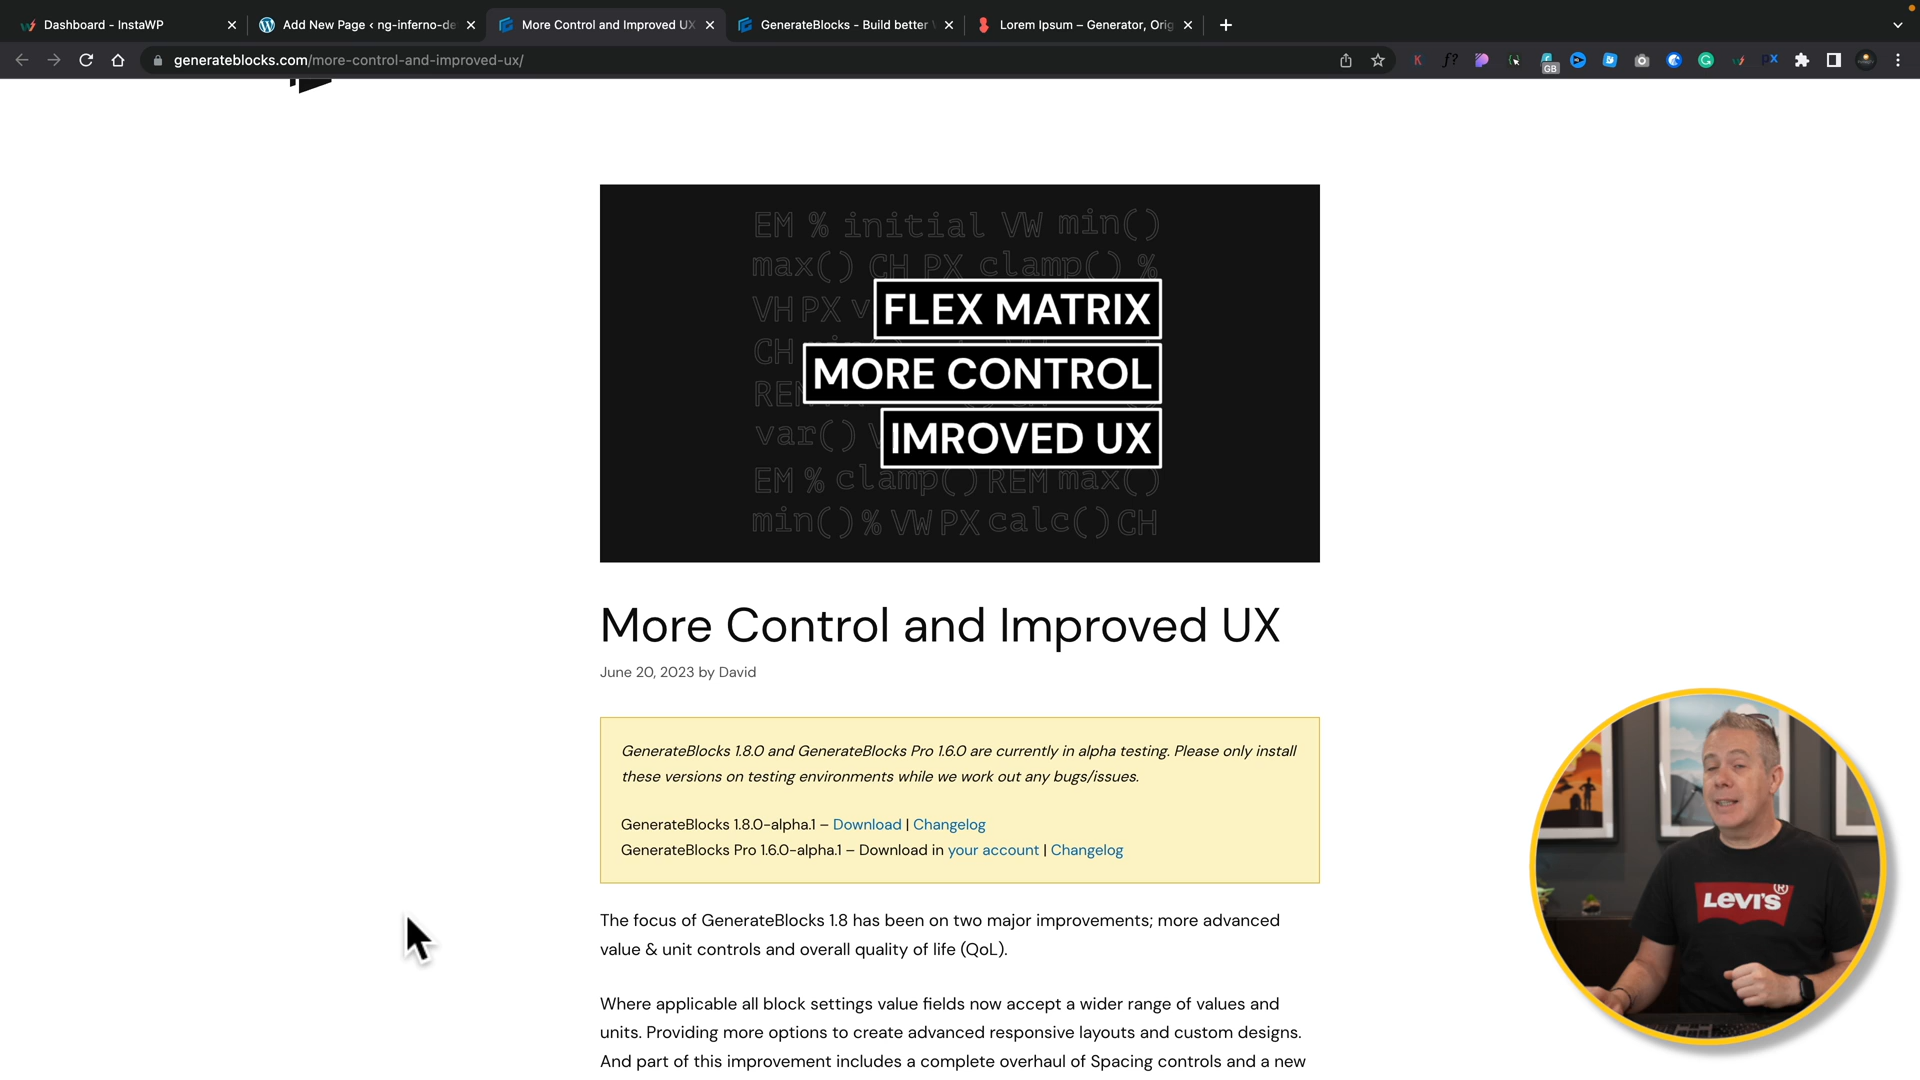 Dashboard - InstaWP
Add New Page ‹ ng-inferno-de
More Control and Improved UX
GenerateBlocks - Build better
Lorem Ipsum – Generator, Orig
generateblocks.com/more-control-and-improved-ux/
GB
EM % initial VW min()
max() CH PX clamp() %
VH PX
FLEX MATRIX
CH
MORE CONTROL
var()
IMROVED UX
EM % clamp() REM max()
min() % VW PX calc() CH
More Control and Improved UX
June 20, 2023 by David
GenerateBlocks 1.8.0 and GenerateBlocks Pro 1.6.0 are currently in alpha testing. Please only install
these versions on testing environments while we work out any bugs/issues.
GenerateBlocks 1.8.0-alpha.1 – Download | Changelog
GenerateBlocks Pro 1.6.0-alpha.1 – Download in your account | Changelog
The focus of GenerateBlocks 1.8 has been on two major improvements; more advanced
value & unit controls and overall quality of life (QoL).
Where applicable all block settings value fields now accept a wider range of values and
units. Providing more options to create advanced responsive layouts and custom designs.
And part of this improvement includes a complete overhaul of Spacing controls and a new
LEVI'S®